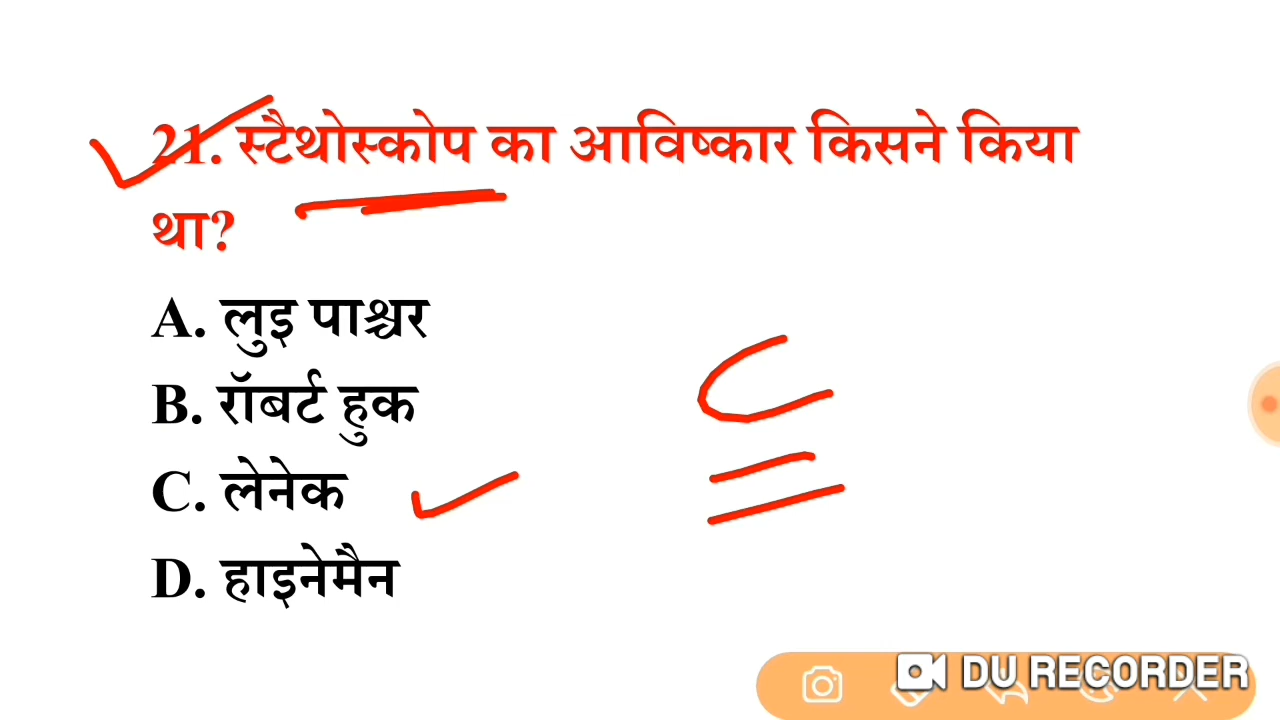 21. स्टैथोस्कोप का आविष्कार किसने किया
था?
A. लुइ पाश्चर
B. रॉबर्ट हुक
C. लेनेक
D. हाइनेमैन
C
DU RECORDER